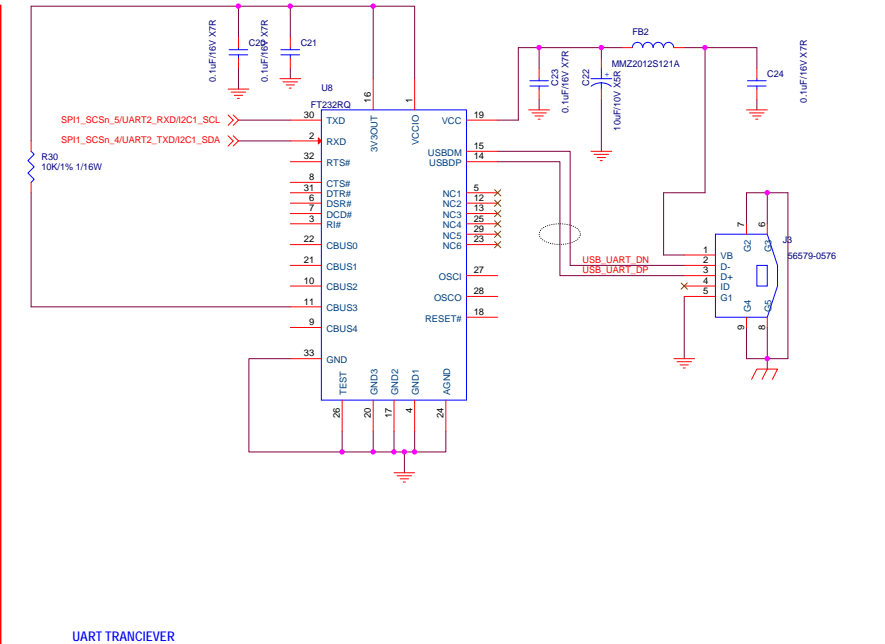 0.1uF/16V X7R
C20
0.1uF/16V X7R
C21
U8
FT232RQ
SPI1_SCSn_5/UART2_RXD/I2C1_SCL
SPI1_SCSn_4/UART2_TXD/I2C1_SDA
R30
10K/1% 1/16W
30 TXD
2 RXD
32 RTS#
8 CTS#
31 DTR#
6 DSR#
7 DCD#
3 RI#
22 CBUS0
21 CBUS1
10 CBUS2
11 CBUS3
9 CBUS4
33 GND
16 3V3OUT
1 VCCIO
VCC 19
USBDM 15
USBDP 14
NC1 5
NC2 12
NC3 13
NC4 25
NC5 29
NC6 23
OSCI 27
OSCO 28
RESET# 18
TEST 26
GND3 20
GND2 17
GND1 4
AGND 24
FB2
MMZ2012S121A
C23
0.1uF/16V X7R
C22
+
10uF/10V X5R
C24
0.1uF/16V X7R
USB_UART_DN
USB_UART_DP
J3
56579-0576
1 VB
2 D-
3 D+
4 ID
5 G1
7 G2
6 G3
9 G4
8 G5
UART TRANCIEVER